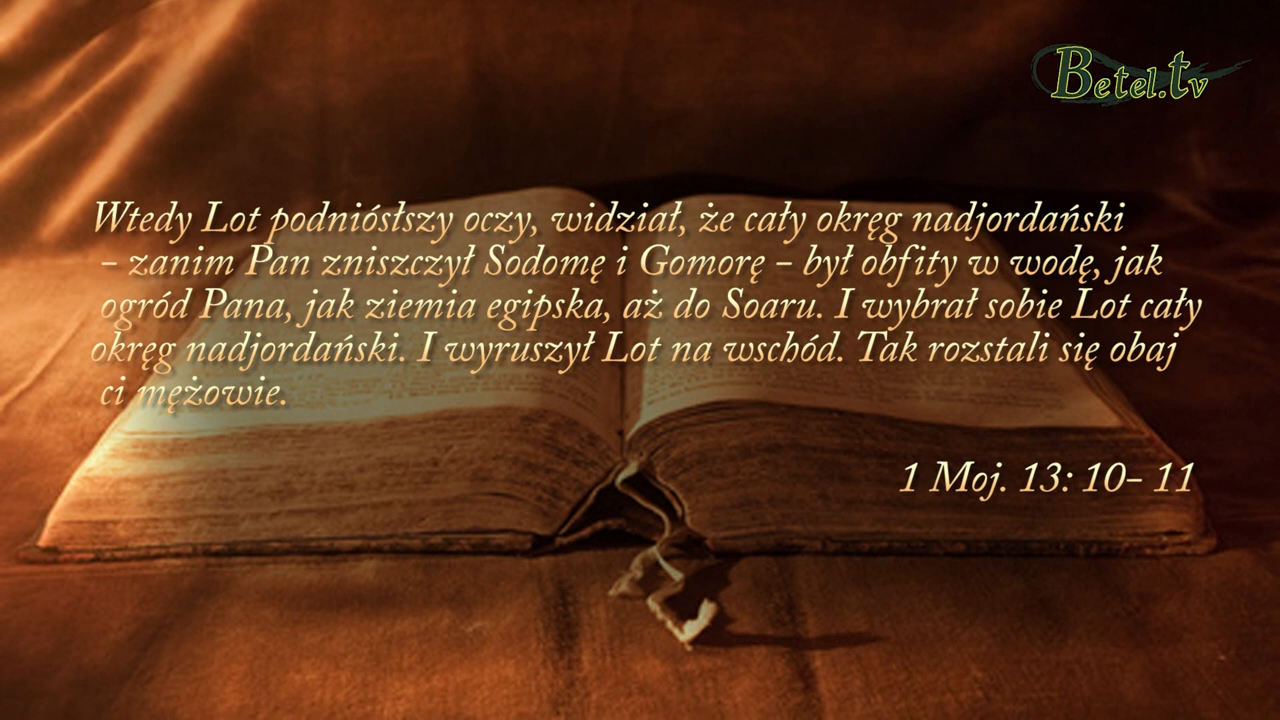 Betel.tv
Wtedy Lot podniósłszy oczy, widział, że cały okręg nadjordański
- zanim Pan zniszczył Sodomę i Gomorę - był obfity w wodę, jak
ogród Pana, jak ziemia egipska, aż do Soaru. I wybrał sobie Lot cały
okręg nadjordański. I wyruszył Lot na wschód. Tak rozstali się obaj
ci mężowie.
1 Moj. 13: 10- 11